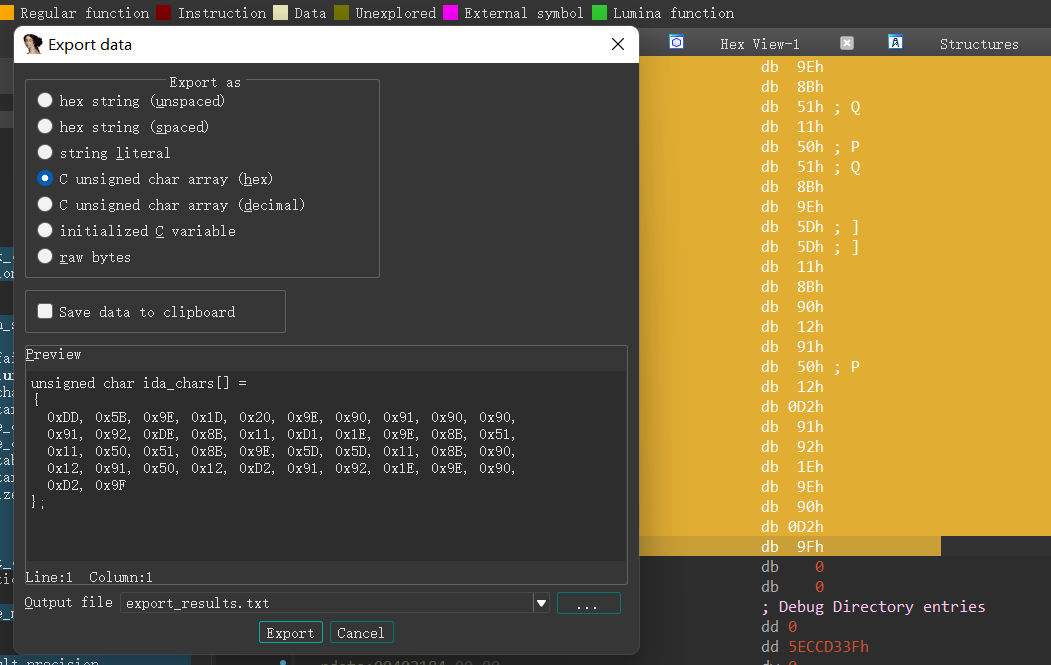 Regular function Instruction Data Unexplored External symbol Lumina function
Export data
Hex View-1 Structures
Export as
hex string (unspaced)
hex string (spaced)
string literal
C unsigned char array (hex)
C unsigned char array (decimal)
initialized C variable
raw bytes
Save data to clipboard
Preview
unsigned char ida_chars[] =
{
0xDD, 0x5B, 0x9E, 0x1D, 0x20, 0x9E, 0x90, 0x91, 0x90, 0x90,
0x91, 0x92, 0xDE, 0x8B, 0x11, 0xD1, 0x1E, 0x9E, 0x8B, 0x51,
0x11, 0x50, 0x51, 0x8B, 0x9E, 0x5D, 0x5D, 0x11, 0x8B, 0x90,
0x12, 0x91, 0x50, 0x12, 0xD2, 0x91, 0x92, 0x1E, 0x9E, 0x90,
0xD2, 0x9F
};
Line:1 Column:1
Output file export_results.txt ...
Export Cancel
db 9Eh
db 8Bh
db 51h ; Q
db 11h
db 50h ; P
db 51h ; Q
db 8Bh
db 9Eh
db 5Dh ; ]
db 5Dh ; ]
db 11h
db 8Bh
db 90h
db 12h
db 91h
db 50h ; P
db 12h
db 0D2h
db 91h
db 92h
db 1Eh
db 9Eh
db 90h
db 0D2h
db 9Fh
db 0
db 0
; Debug Directory entries
dd 0
dd 5ECCD33Fh